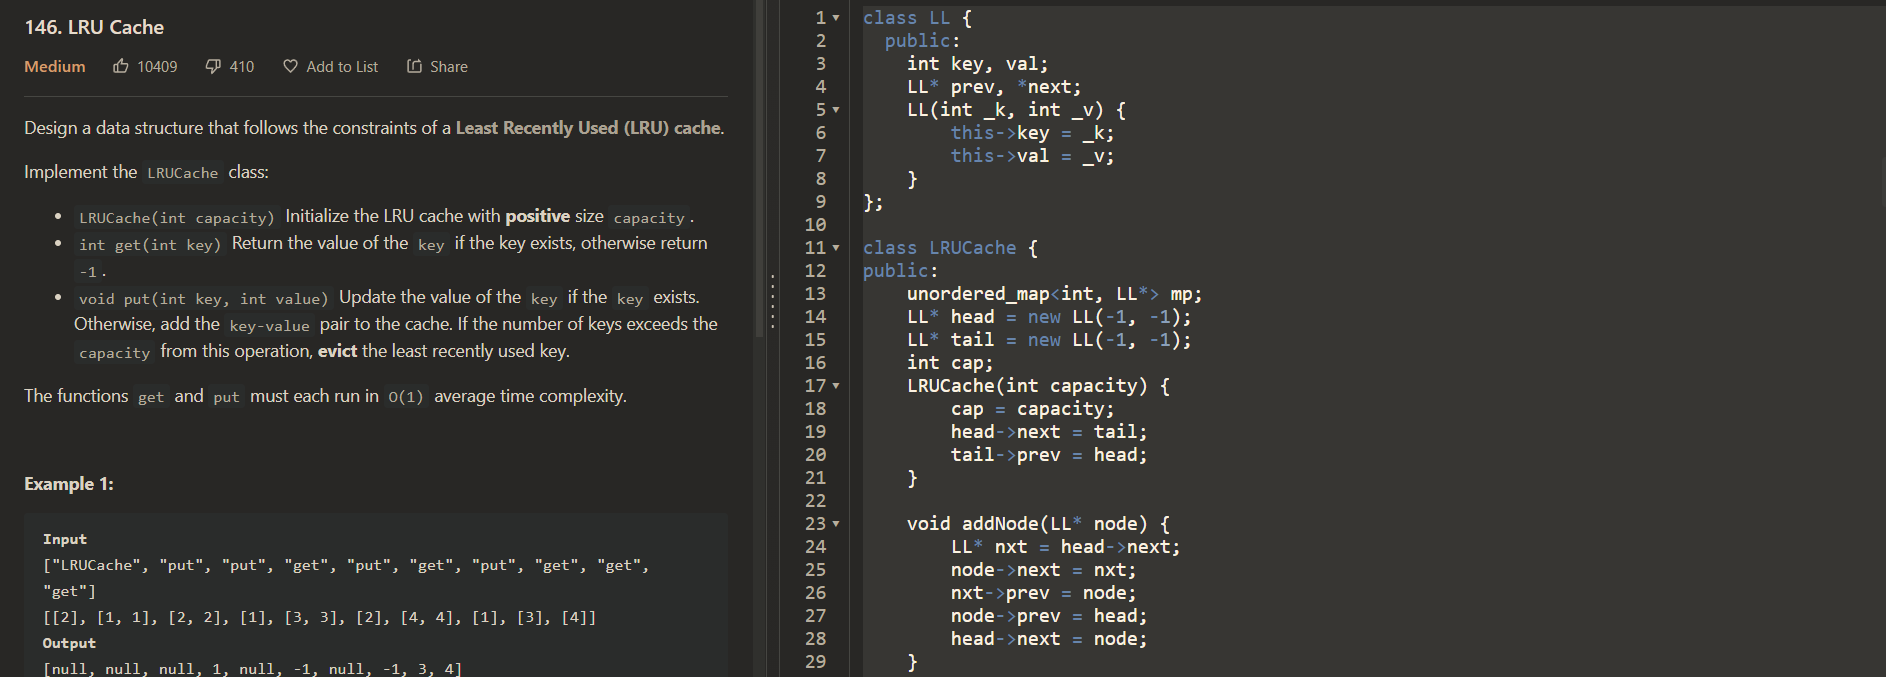 146. LRU Cache
Medium 10409 410 Add to List Share
Design a data structure that follows the constraints of a Least Recently Used (LRU) cache.
Implement the LRUCache class:
• LRUCache(int capacity) Initialize the LRU cache with positive size capacity.
• int get(int key) Return the value of the key if the key exists, otherwise return
-1.
• void put(int key, int value) Update the value of the key if the key exists.
Otherwise, add the key-value pair to the cache. If the number of keys exceeds the
capacity from this operation, evict the least recently used key.
The functions get and put must each run in O(1) average time complexity.
Example 1:
Input
["LRUCache", "put", "put", "get", "put", "get", "put", "get", "get",
"get"]
[[2], [1, 1], [2, 2], [1], [3, 3], [2], [4, 4], [1], [3], [4]]
Output
[null, null, null, 1, null, -1, null, -1, 3, 4]
1 class LL {
2   public:
3     int key, val;
4     LL* prev, *next;
5     LL(int _k, int _v) {
6         this->key = _k;
7         this->val = _v;
8     }
9 };
10
11 class LRUCache {
12 public:
13     unordered_map<int, LL*> mp;
14     LL* head = new LL(-1, -1);
15     LL* tail = new LL(-1, -1);
16     int cap;
17     LRUCache(int capacity) {
18         cap = capacity;
19         head->next = tail;
20         tail->prev = head;
21     }
22
23     void addNode(LL* node) {
24         LL* nxt = head->next;
25         node->next = nxt;
26         nxt->prev = node;
27         node->prev = head;
28         head->next = node;
29     }